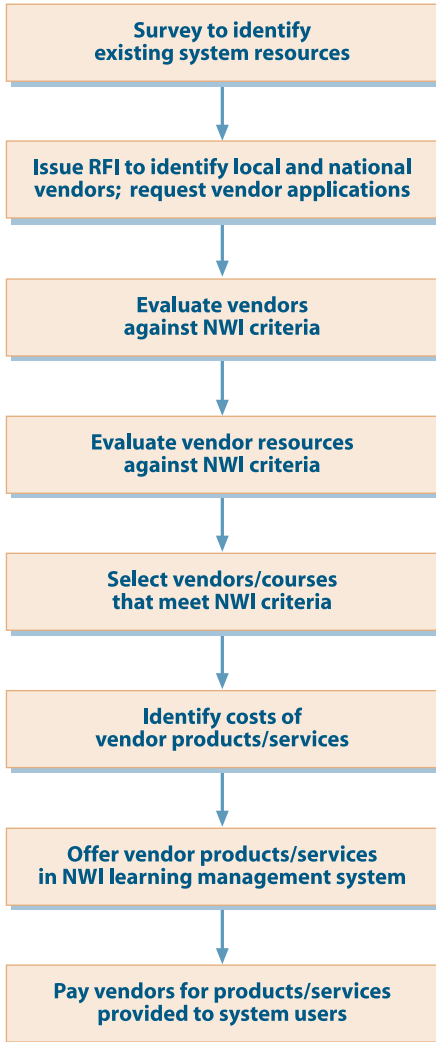 Survey to identify
existing system resources
Issue RFI to identify local and national
vendors; request vendor applications
Evaluate vendors
against NWI criteria
Evaluate vendor resources
against NWI criteria
Select vendors/courses
that meet NWI criteria
Identify costs of
vendor products/services
Offer vendor products/services
in NWI learning management system
Pay vendors for products/services
provided to system users